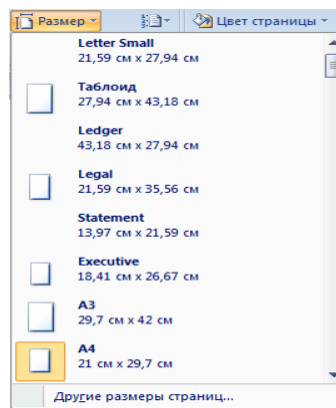 Размер Цвет страницы
Letter Small
21,59 см x 27,94 см
Таблоид
27,94 см x 43,18 см
Ledger
43,18 см x 27,94 см
Legal
21,59 см x 35,56 см
Statement
13,97 см x 21,59 см
Executive
18,41 см x 26,67 см
A3
29,7 см x 42 см
A4
21 см x 29,7 см
Другие размеры страниц...